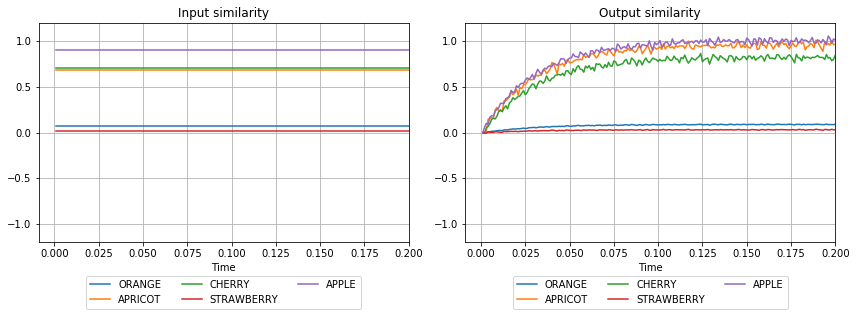 Input similarity
1.0
0.5
0.0
−0.5
−1.0
0.000 0.025 0.050 0.075 0.100 0.125 0.150 0.175 0.200
Time
ORANGE CHERRY APPLE
APRICOT STRAWBERRY
Output similarity
1.0
0.5
0.0
−0.5
−1.0
0.000 0.025 0.050 0.075 0.100 0.125 0.150 0.175 0.200
Time
ORANGE CHERRY APPLE
APRICOT STRAWBERRY